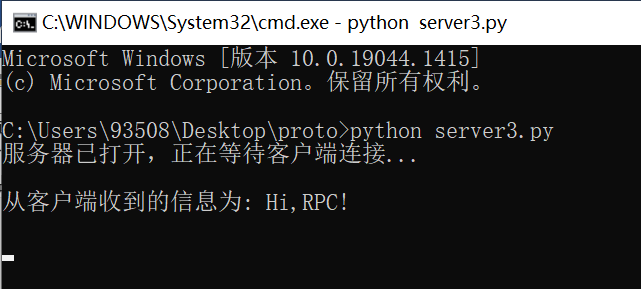 C:\WINDOWS\System32\cmd.exe - python server3.py
Microsoft Windows [版本 10.0.19044.1415]
(c) Microsoft Corporation。保留所有权利。
C:\Users\93508\Desktop\proto>python server3.py
服务器已打开，正在等待客户端连接...
从客户端收到的信息为: Hi,RPC!